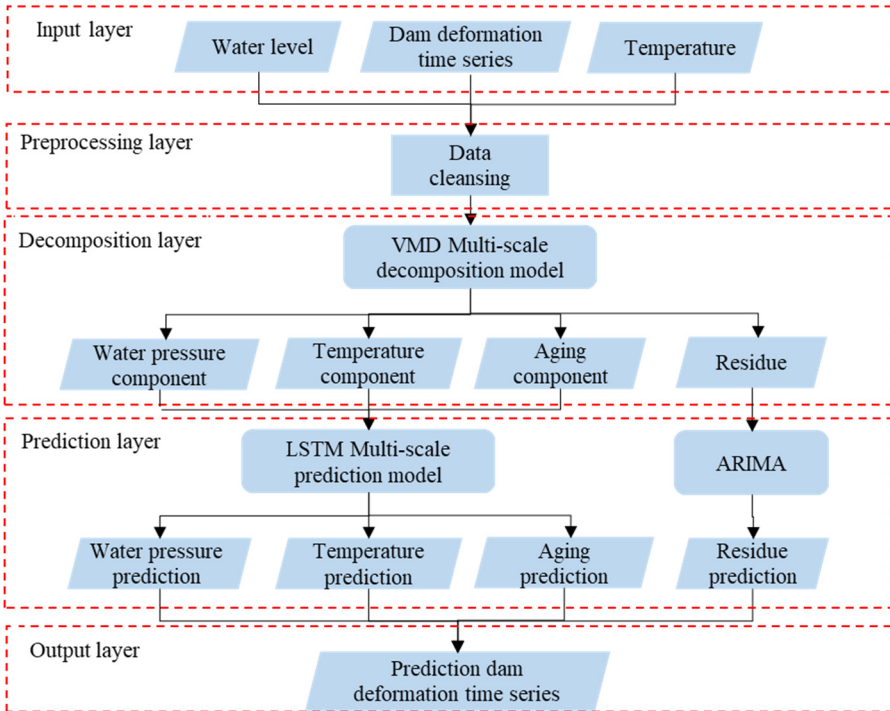 Input layer
Water level
Dam deformation
time series
Temperature
Preprocessing layer
Data
cleansing
Decomposition layer
VMD Multi-scale
decomposition model
Water pressure
component
Temperature
component
Aging
component
Residue
Prediction layer
LSTM Multi-scale
prediction model
ARIMA
Water pressure
prediction
Temperature
prediction
Aging
prediction
Residue
prediction
Output layer
Prediction dam
deformation time series